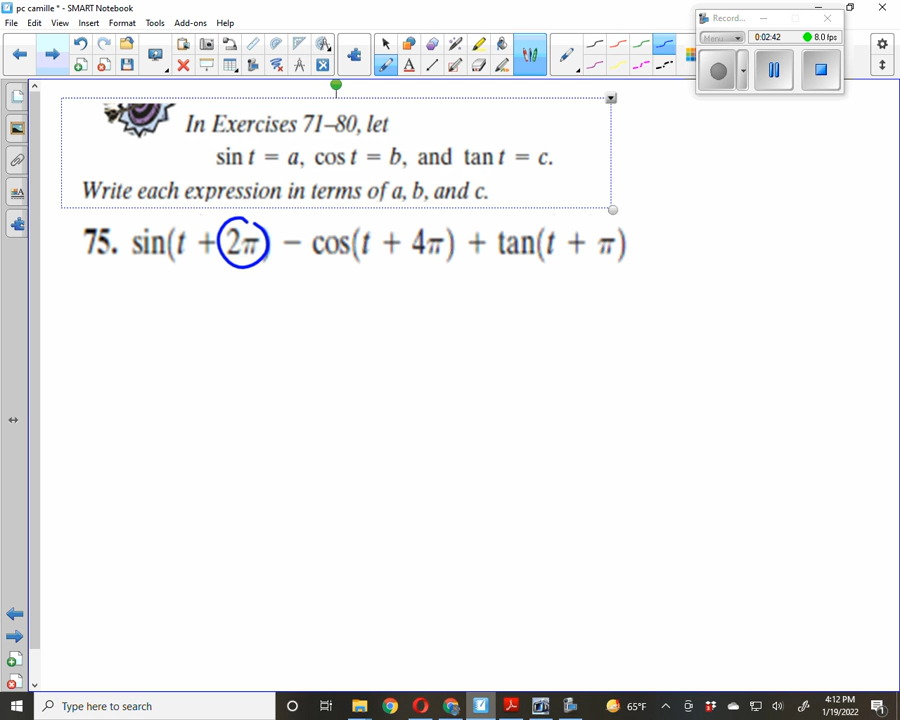 pc camille * - SMART Notebook
File Edit View Insert Format Tools Add-ons Help
Record...
Menu
0:02:42
8.0 fps
In Exercises 71–80, let
sin t = a, cos t = b, and tan t = c.
Write each expression in terms of a, b, and c.
75. sin(t + 2π) − cos(t + 4π) + tan(t + π)
Type here to search
65°F
4:12 PM
1/19/2022